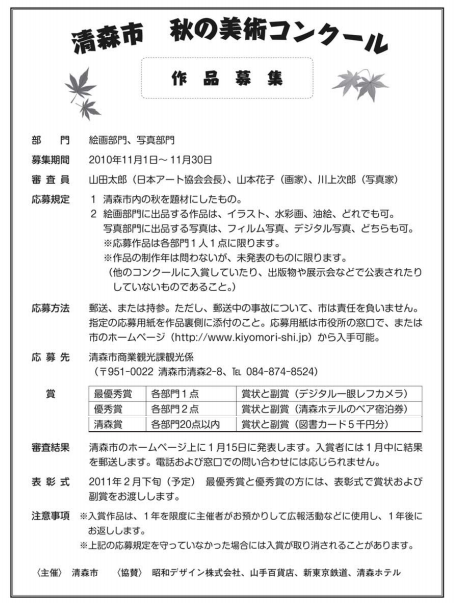 清森市 秋の美術コンクール
作品募集
部門 絵画部門、写真部門
募集期間 2010年11月1日～11月30日
審査員 山田太郎（日本アート協会会長）、山本花子（画家）、川上次郎（写真家）
応募規定 1 清森市内の秋を題材にしたもの。
2 絵画部門に出品する作品は、イラスト、水彩画、油絵、どれでも可。
写真部門に出品する写真は、フィルム写真、デジタル写真、どちらも可。
※応募作品は各部門1人1点に限ります。
※作品の制作年は問わないが、未発表のものに限ります。
（他のコンクールに入賞していたり、出版物や展示会などで公表されたり
していないものであること。）
応募方法 郵送、または持参。ただし、郵送中の事故について、市は責任を負いません。
指定の応募用紙を作品裏側に添付のこと。応募用紙は市役所の窓口で、または
市のホームページ（http://www.kiyomori-shi.jp）から入手可能。
応募先 清森市商業観光課観光係
（〒951-0022 清森市清森2-8、℡ 084-874-8524）
賞 最優秀賞 各部門1点 賞状と副賞（デジタル一眼レフカメラ）
優秀賞 各部門2点 賞状と副賞（清森ホテルのペア宿泊券）
清森賞 各部門20点以内 賞状と副賞（図書カード5千円分）
審査結果 清森市のホームページ上に1月15日に発表します。入賞者には1月中に結果
を郵送します。電話および窓口での問い合わせには応じられません。
表彰式 2011年2月下旬（予定） 最優秀賞と優秀賞の方には、表彰式で賞状および
副賞をお渡しします。
注意事項 ※入賞作品は、1年を限度に主催者がお預かりして広報活動などに使用し、1年後に
お返しします。
※上記の応募規定を守っていなかった場合には入賞が取り消されることがあります。
〈主催〉 清森市 〈協賛〉 昭和デザイン株式会社、山手百貨店、新東京鉄道、清森ホテル